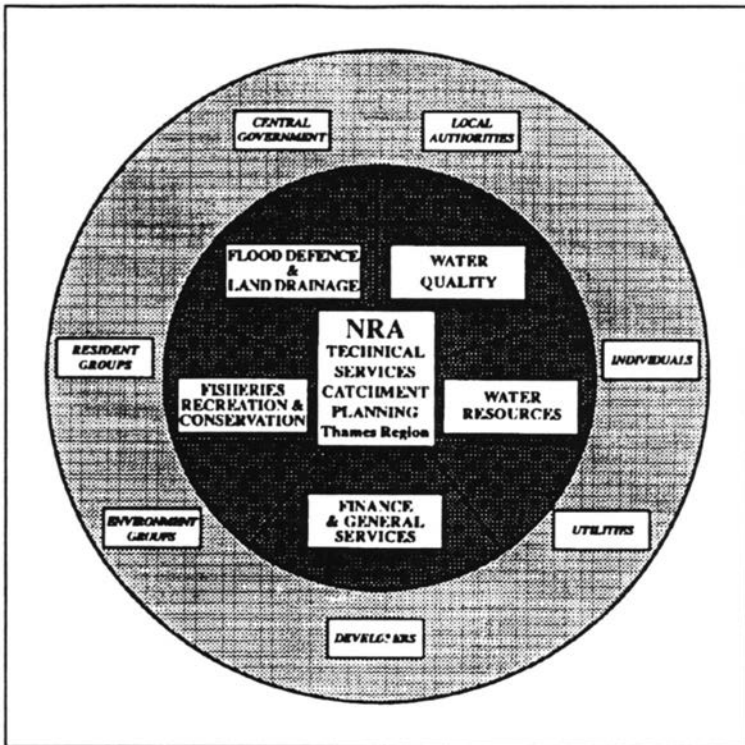 CENTRAL
GOVERNMENT
LOCAL
AUTHORITIES
FLOOD DEFENCE
&
LAND DRAINAGE
WATER
QUALITY
NRA
TECHNICAL
SERVICES
CATCHMENT
PLANNING
Thames Region
RESIDENT
GROUPS
INDIVIDUALS
FISHERIES
RECREATION &
CONSERVATION
WATER
RESOURCES
FINANCE
& GENERAL
SERVICES
ENVIRONMENT
GROUPS
UTILITIES
DEVELOPERS